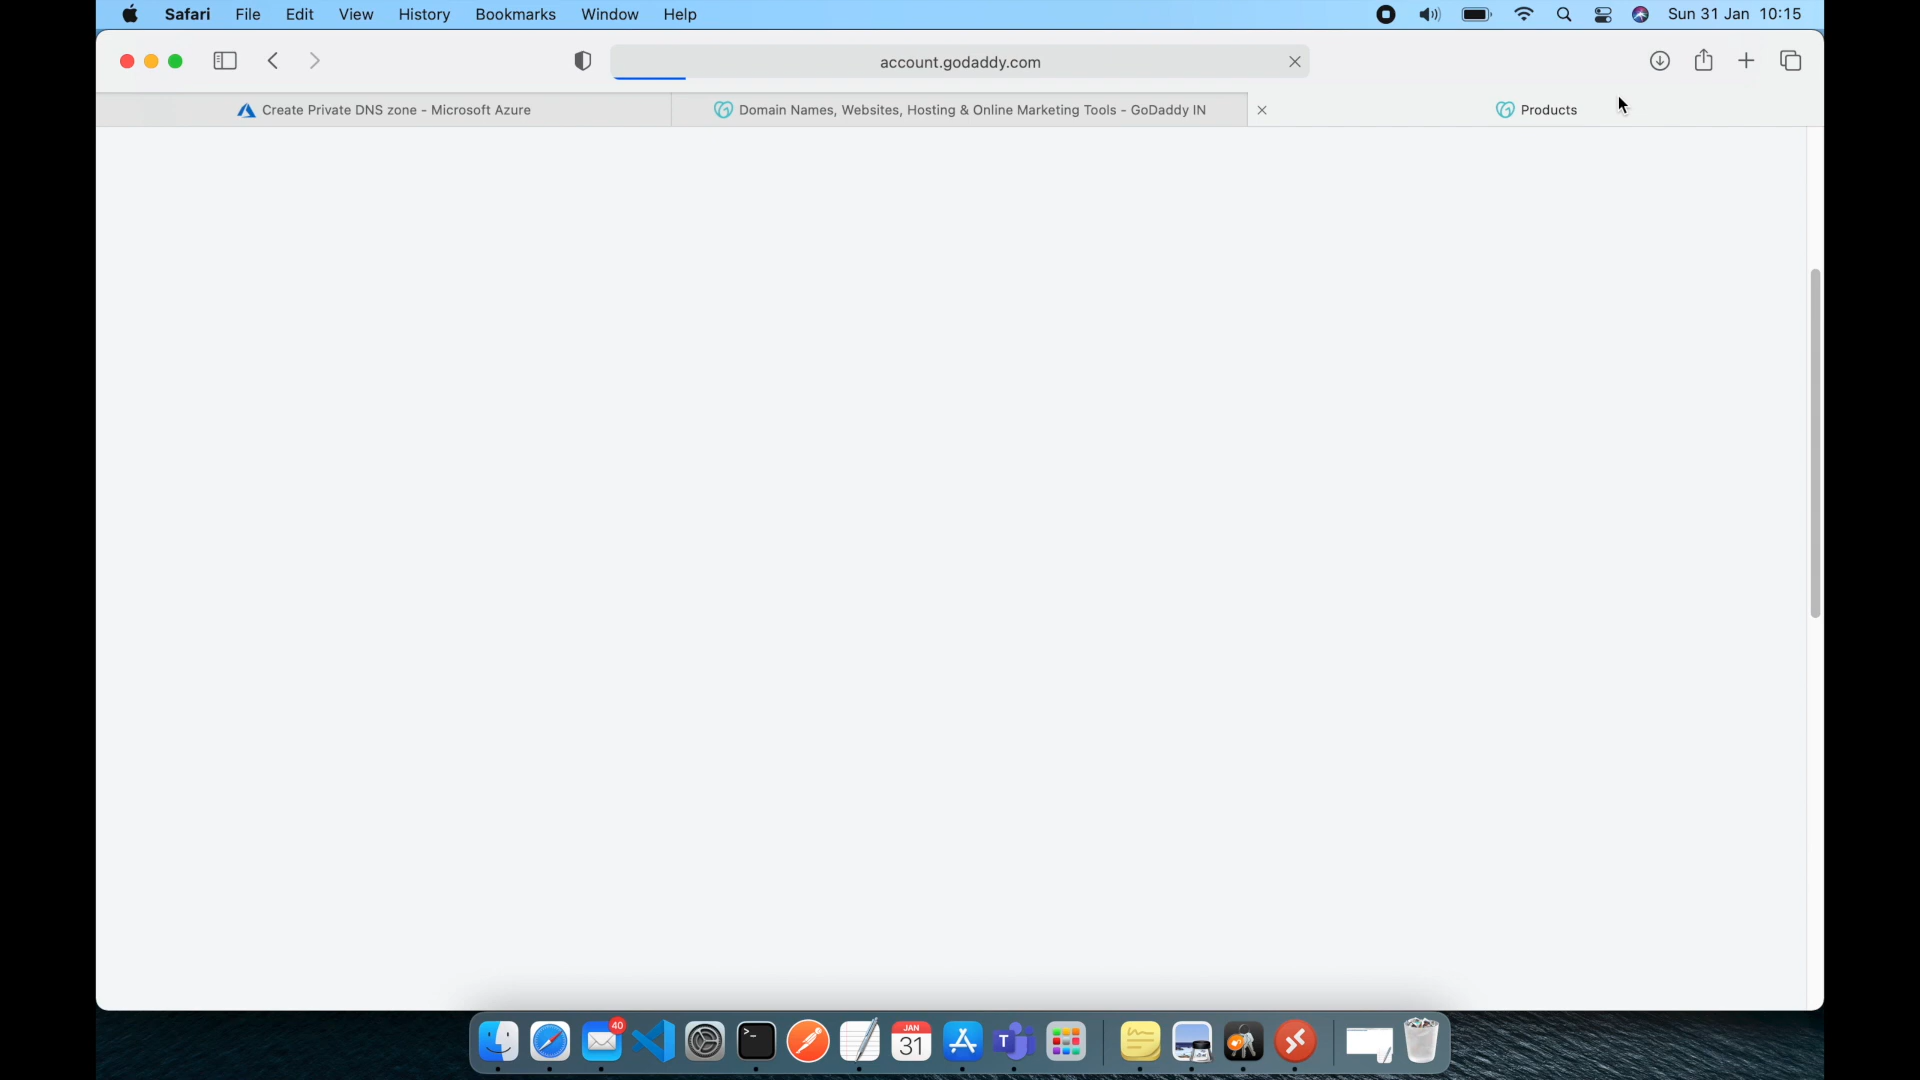 Safari File Edit View History Bookmarks Window Help Sun 31 Jan 10:15
account.godaddy.com
Create Private DNS zone - Microsoft Azure
Domain Names, Websites, Hosting & Online Marketing Tools - GoDaddy IN
Products
40
>_
JAN
31
T